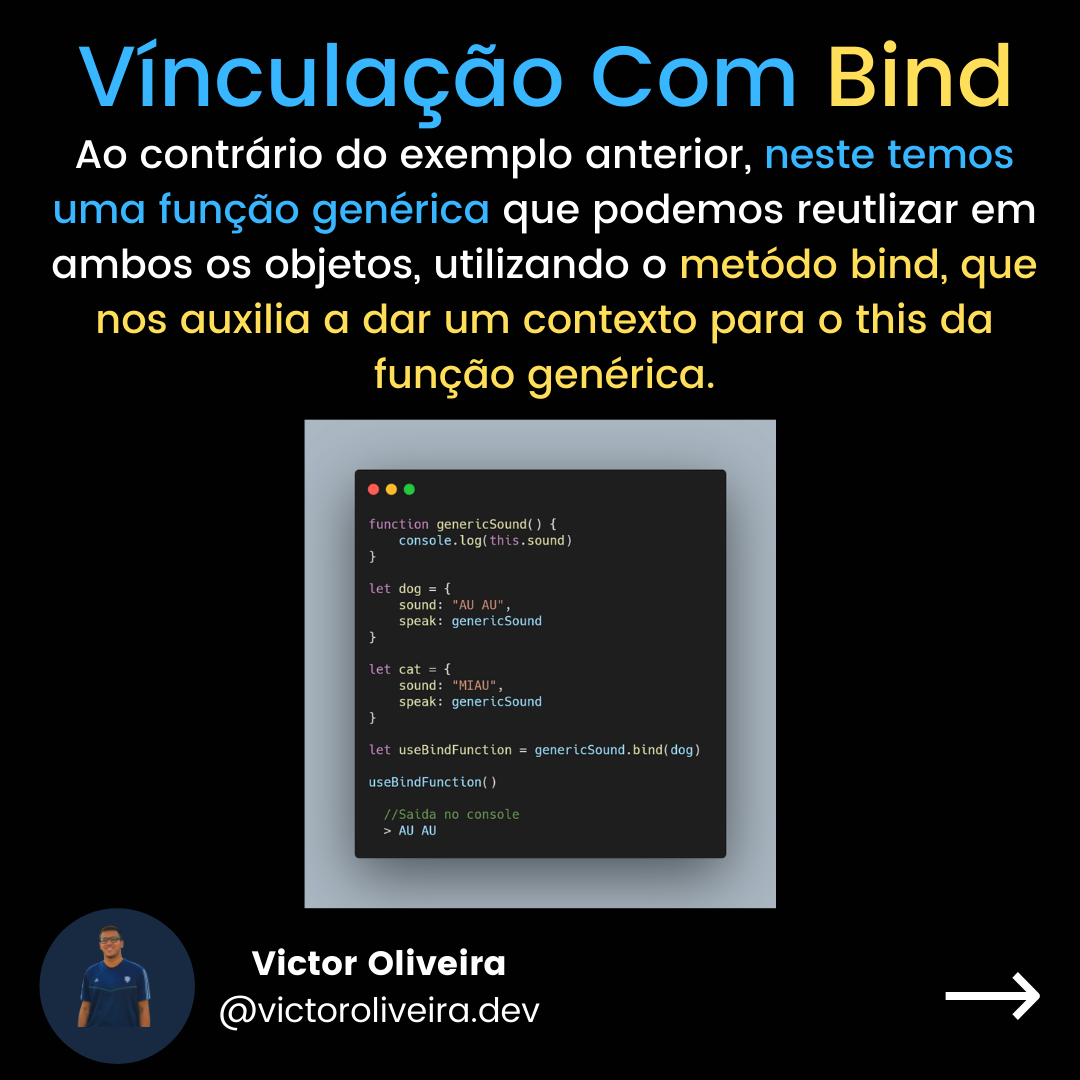 Vínculação Com Bind
Ao contrário do exemplo anterior, neste temos
uma função genérica que podemos reutlizar em
ambos os objetos, utilizando o metódo bind, que
nos auxilia a dar um contexto para o this da
função genérica.
function genericSound() {
    console.log(this.sound)
}
let dog = {
    sound: "AU AU",
    speak: genericSound
}
let cat = {
    sound: "MIAU",
    speak: genericSound
}
let useBindFunction = genericSound.bind(dog)
useBindFunction()
  //Saida no console
  > AU AU
Victor Oliveira
@victoroliveira.dev